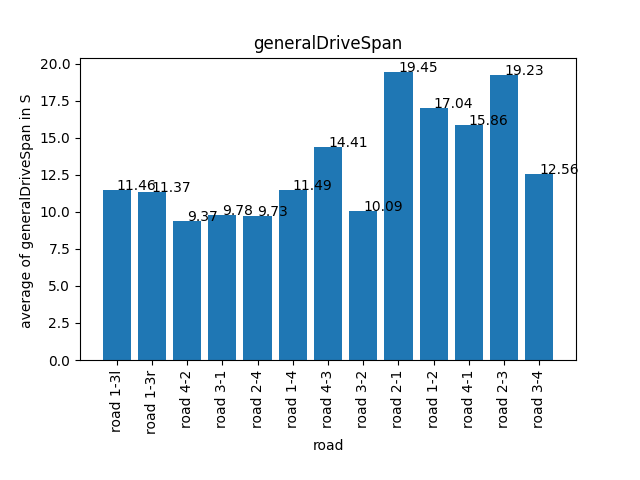 generalDriveSpan
average of generalDriveSpan in S
20.0
17.5
15.0
12.5
10.0
7.5
5.0
2.5
0.0
11.46
11.37
9.37
9.78
9.73
11.49
14.41
10.09
19.45
17.04
15.86
19.23
12.56
road 1-3l
road 1-3r
road 4-2
road 3-1
road 2-4
road 1-4
road 4-3
road 3-2
road 2-1
road 1-2
road 4-1
road 2-3
road 3-4
road